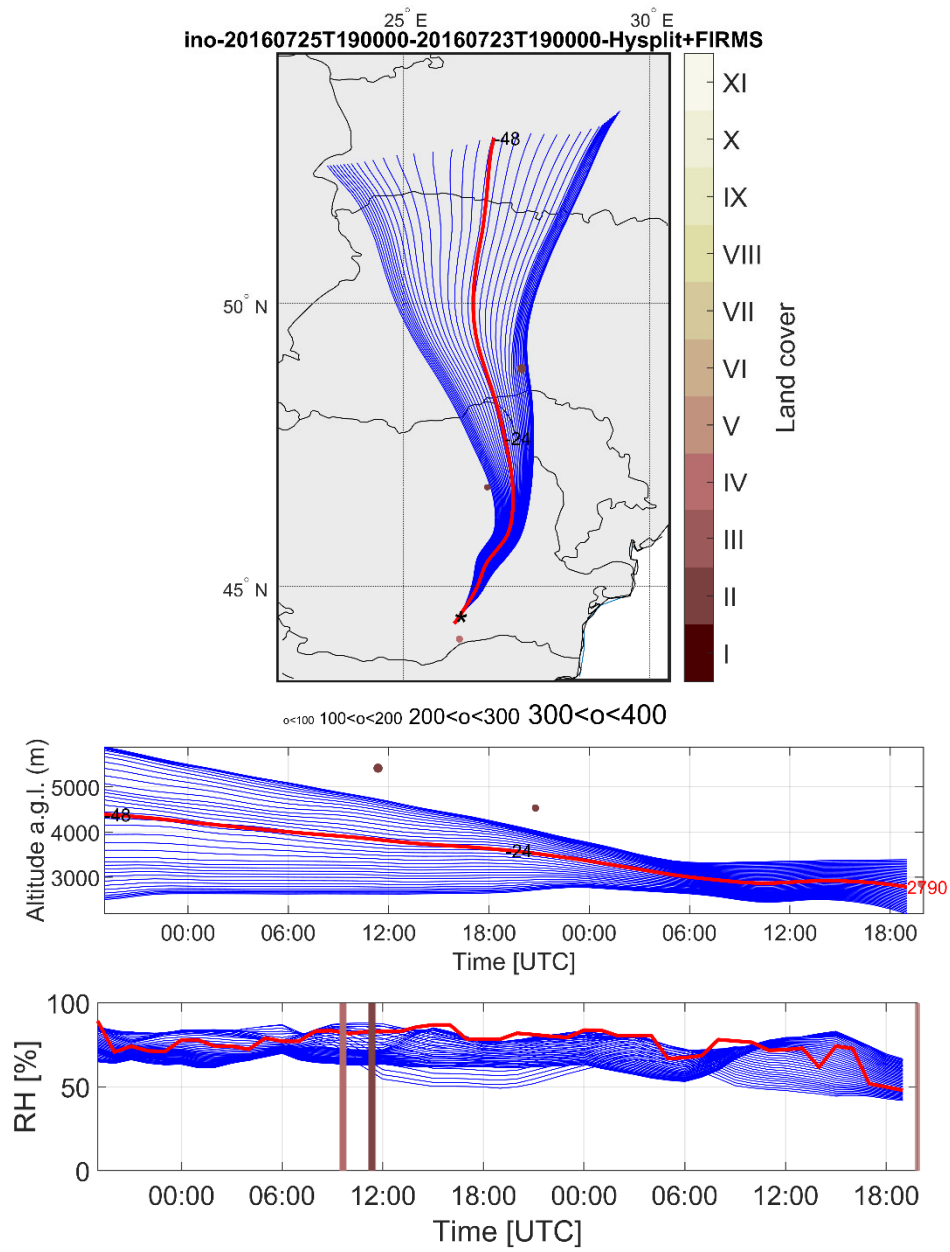 25° E 30° E
ino-20160725T190000-20160723T190000-Hysplit+FIRMS
XI
-48
X
IX
VIII
50° N
VII
VI
Land cover
V
-24
IV
III
45° N
II
*
I
o<100 100<o<200 200<o<300 300<o<400
Altitude a.g.l. (m)
5000
-48
4000
-24
3000
2790
00:00 06:00 12:00 18:00 00:00 06:00 12:00 18:00
Time [UTC]
RH [%]
100
50
0
00:00 06:00 12:00 18:00 00:00 06:00 12:00 18:00
Time [UTC]